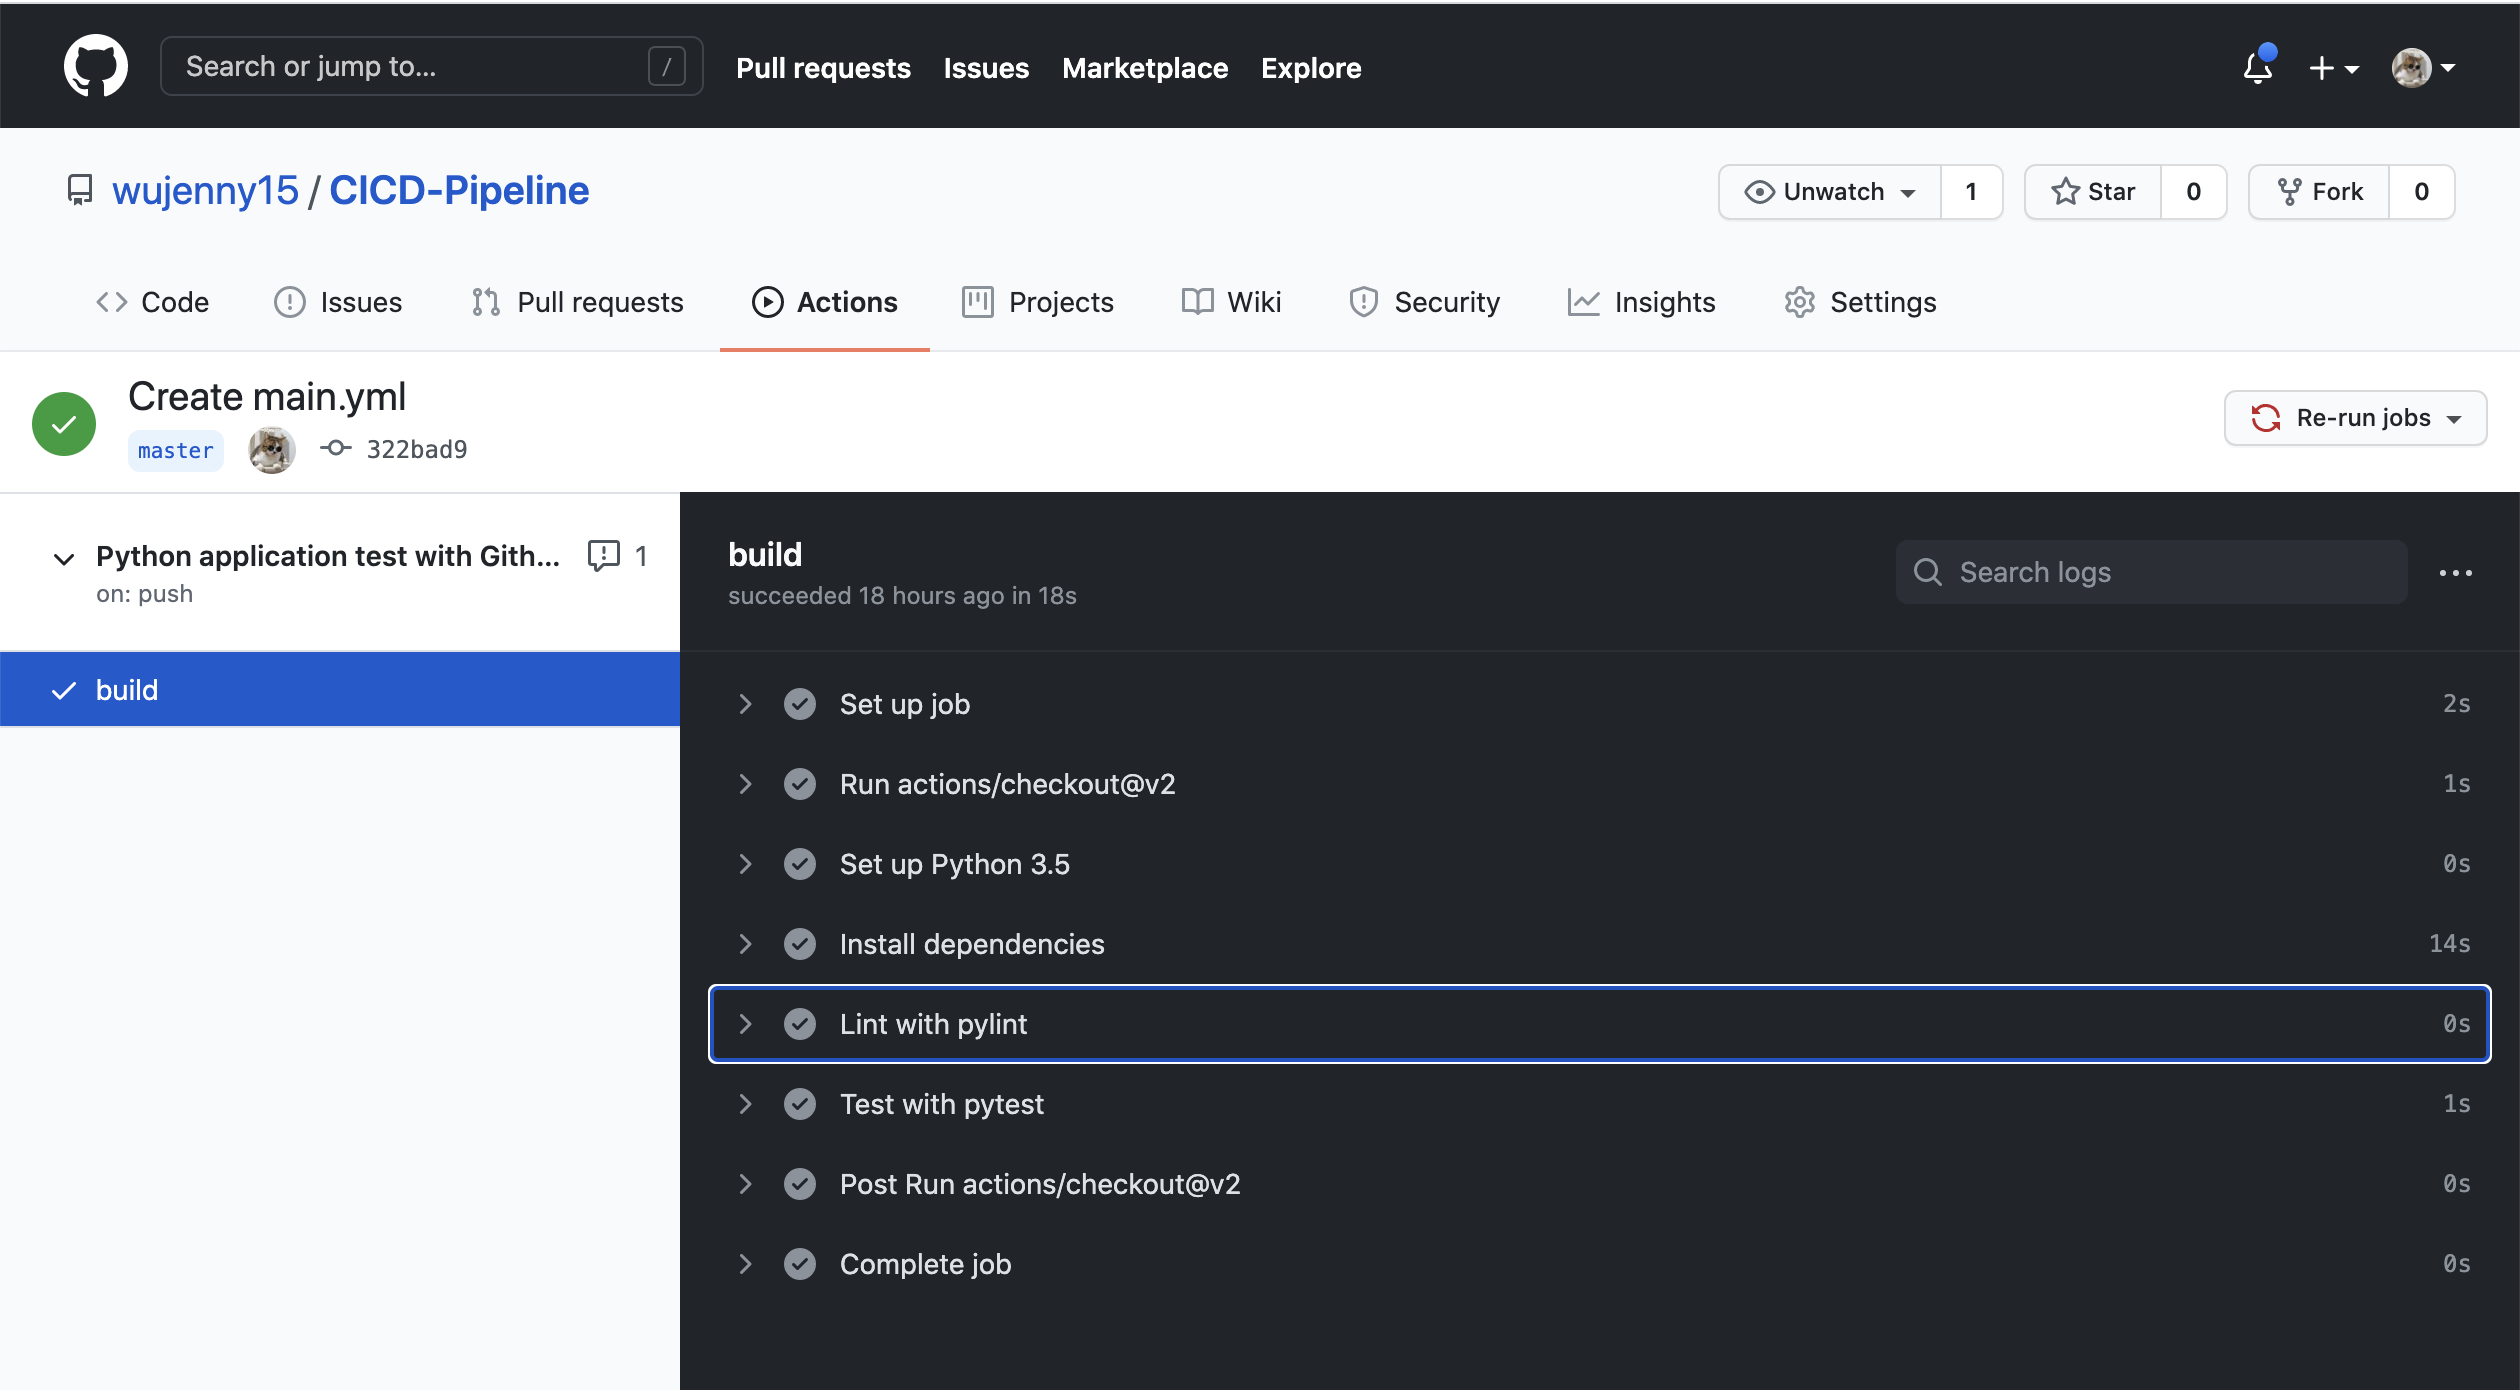 Search or jump to... /
Pull requests Issues Marketplace Explore
wujenny15 / CICD-Pipeline
Unwatch 1 Star 0 Fork 0
Code Issues Pull requests Actions Projects Wiki Security Insights Settings
Create main.yml
master 322bad9
Re-run jobs
Python application test with Gith... 1
on: push
build
build
succeeded 18 hours ago in 18s
Search logs
Set up job 2s
Run actions/checkout@v2 1s
Set up Python 3.5 0s
Install dependencies 14s
Lint with pylint 0s
Test with pytest 1s
Post Run actions/checkout@v2 0s
Complete job 0s